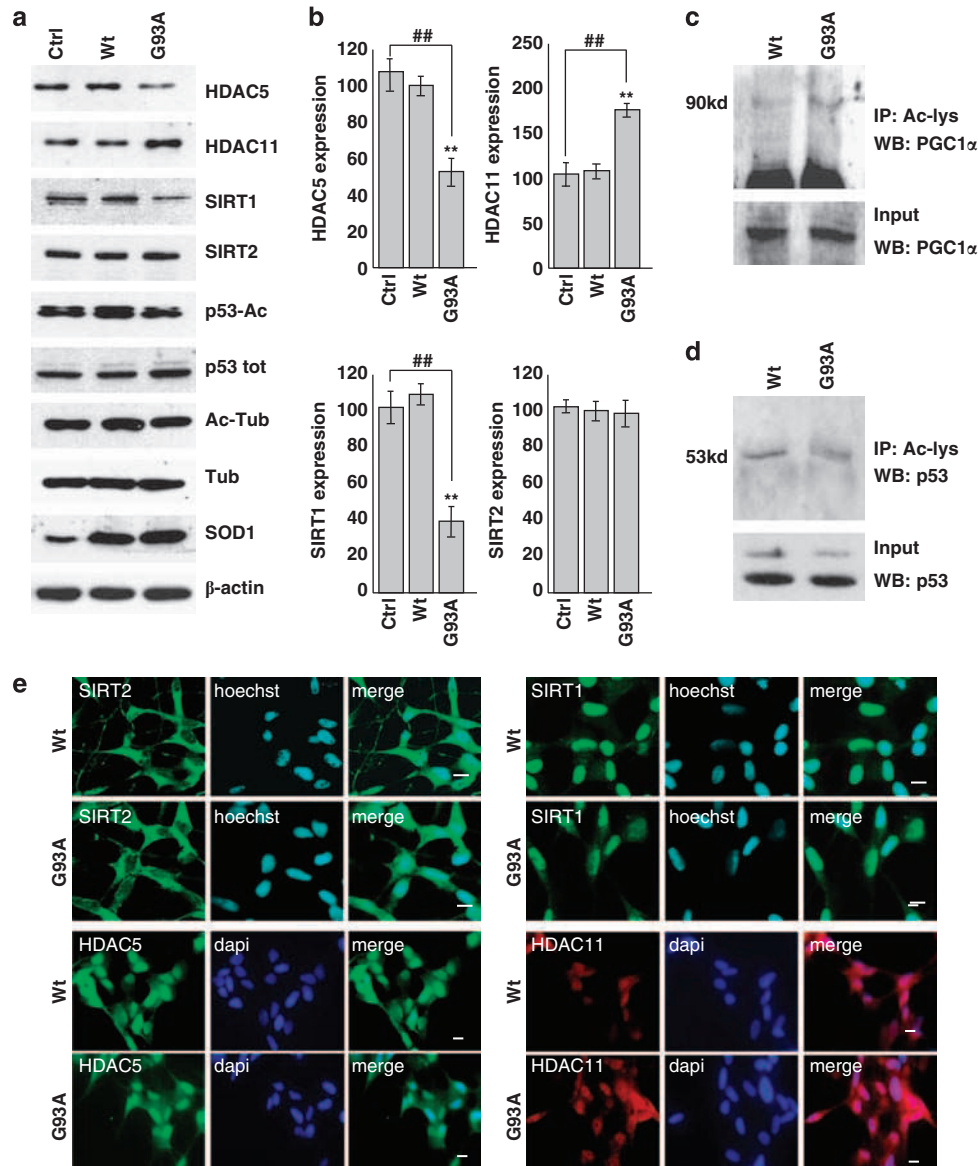 a
Ctrl Wt G93A
HDAC5
HDAC11
SIRT1
SIRT2
p53-Ac
p53 tot
Ac-Tub
Tub
SOD1
β-actin
b
HDAC5 expression
120
100
80
60
40
20
0
##
**
Ctrl Wt G93A
HDAC11 expression
250
200
150
100
50
0
##
**
Ctrl Wt G93A
SIRT1 expression
120
100
80
60
40
20
0
##
**
Ctrl Wt G93A
SIRT2 expression
120
100
80
60
40
20
0
Ctrl Wt G93A
c
Wt G93A
90kd
IP: Ac-lys
WB: PGC1α
Input
WB: PGC1α
d
Wt G93A
53kd
IP: Ac-lys
WB: p53
Input
WB: p53
e
Wt
SIRT2 hoechst merge
G93A
SIRT2 hoechst merge
Wt
HDAC5 dapi merge
G93A
HDAC5 dapi merge
Wt
SIRT1 hoechst merge
G93A
SIRT1 hoechst merge
Wt
HDAC11 dapi merge
G93A
HDAC11 dapi merge